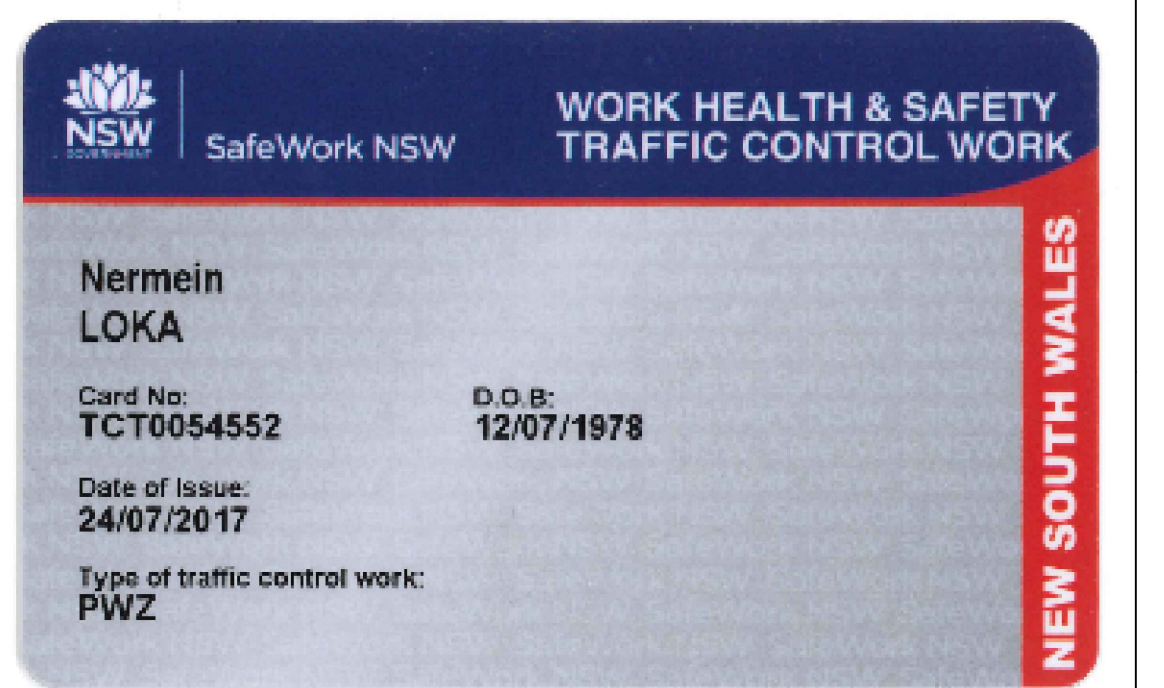 NSW
GOVERNMENT
SafeWork NSW
WORK HEALTH & SAFETY
TRAFFIC CONTROL WORK
Nermein
LOKA
Card No:
TCT0054552
D.O.B:
12/07/1978
Date of Issue:
24/07/2017
Type of traffic control work:
PWZ
NEW SOUTH WALES